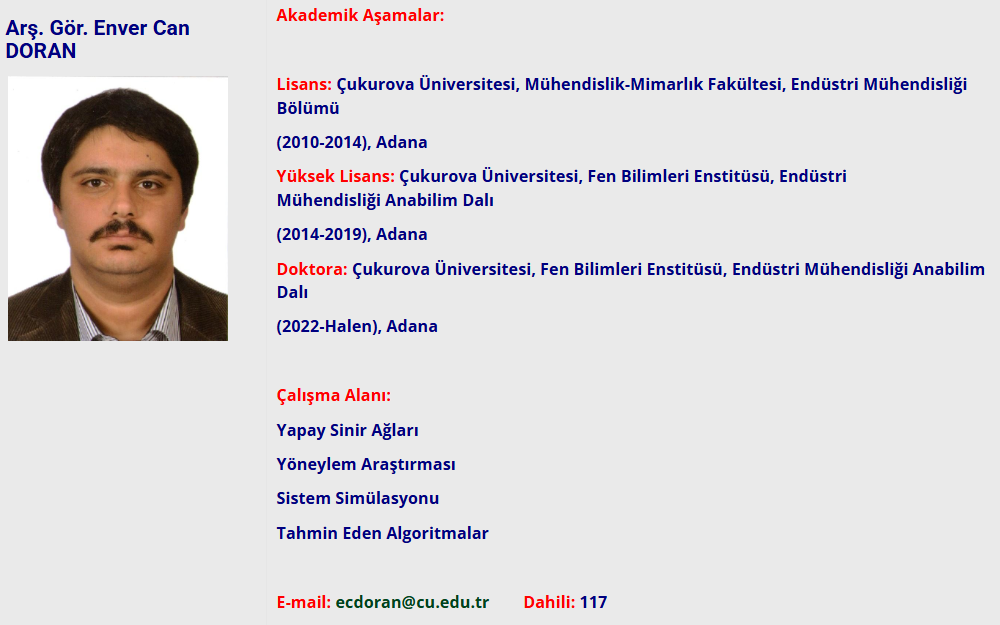 Arş. Gör. Enver Can
DORAN
Akademik Aşamalar:
Lisans: Çukurova Üniversitesi, Mühendislik-Mimarlık Fakültesi, Endüstri Mühendisliği
Bölümü
(2010-2014), Adana
Yüksek Lisans: Çukurova Üniversitesi, Fen Bilimleri Enstitüsü, Endüstri
Mühendisliği Anabilim Dalı
(2014-2019), Adana
Doktora: Çukurova Üniversitesi, Fen Bilimleri Enstitüsü, Endüstri Mühendisliği Anabilim
Dalı
(2022-Halen), Adana
Çalışma Alanı:
Yapay Sinir Ağları
Yöneylem Araştırması
Sistem Simülasyonu
Tahmin Eden Algoritmalar
E-mail: ecdoran@cu.edu.tr Dahili: 117